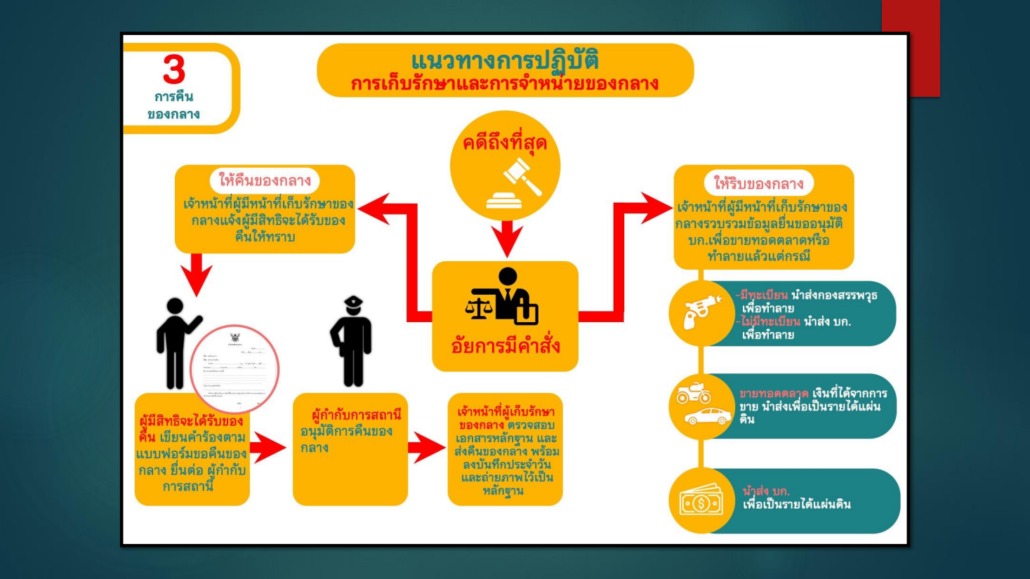 3
การคืน
ของกลาง
แนวทางการปฏิบัติ
การเก็บรักษาและการจำหน่ายของกลาง
คดีถึงที่สุด
ให้คืนของกลาง
เจ้าหน้าที่ผู้มีหน้าที่เก็บรักษาของ
กลางแจ้งผู้มีสิทธิจะได้รับของ
คืนให้ทราบ
อัยการมีคำสั่ง
ให้ริบของกลาง
เจ้าหน้าที่ผู้มีหน้าที่เก็บรักษาของ
กลางรวบรวมข้อมูลยื่นขออนุมัติ
บก.เพื่อขายทอดตลาดหรือ
ทำลายแล้วแต่กรณี
-มีทะเบียน นำส่งกองสรรพวุธ
เพื่อทำลาย
-ไม่มีทะเบียน นำส่ง บก.
เพื่อทำลาย
ขายทอดตลาด เงินที่ได้จากการ
ขาย นำส่งเพื่อเป็นรายได้แผ่น
ดิน
นำส่ง บก.
เพื่อเป็นรายได้แผ่นดิน
ผู้มีสิทธิจะได้รับของ
คืน เขียนคำร้องตาม
แบบฟอร์มขอคืนของ
กลาง ยื่นต่อ ผู้กำกับ
การสถานี
ผู้กำกับการสถานี
อนุมัติการคืนของ
กลาง
เจ้าหน้าที่ผู้เก็บรักษา
ของกลาง ตรวจสอบ
เอกสารหลักฐาน และ
ส่งคืนของกลาง พร้อม
ลงบันทึกประจำวัน
และถ่ายภาพไว้เป็น
หลักฐาน